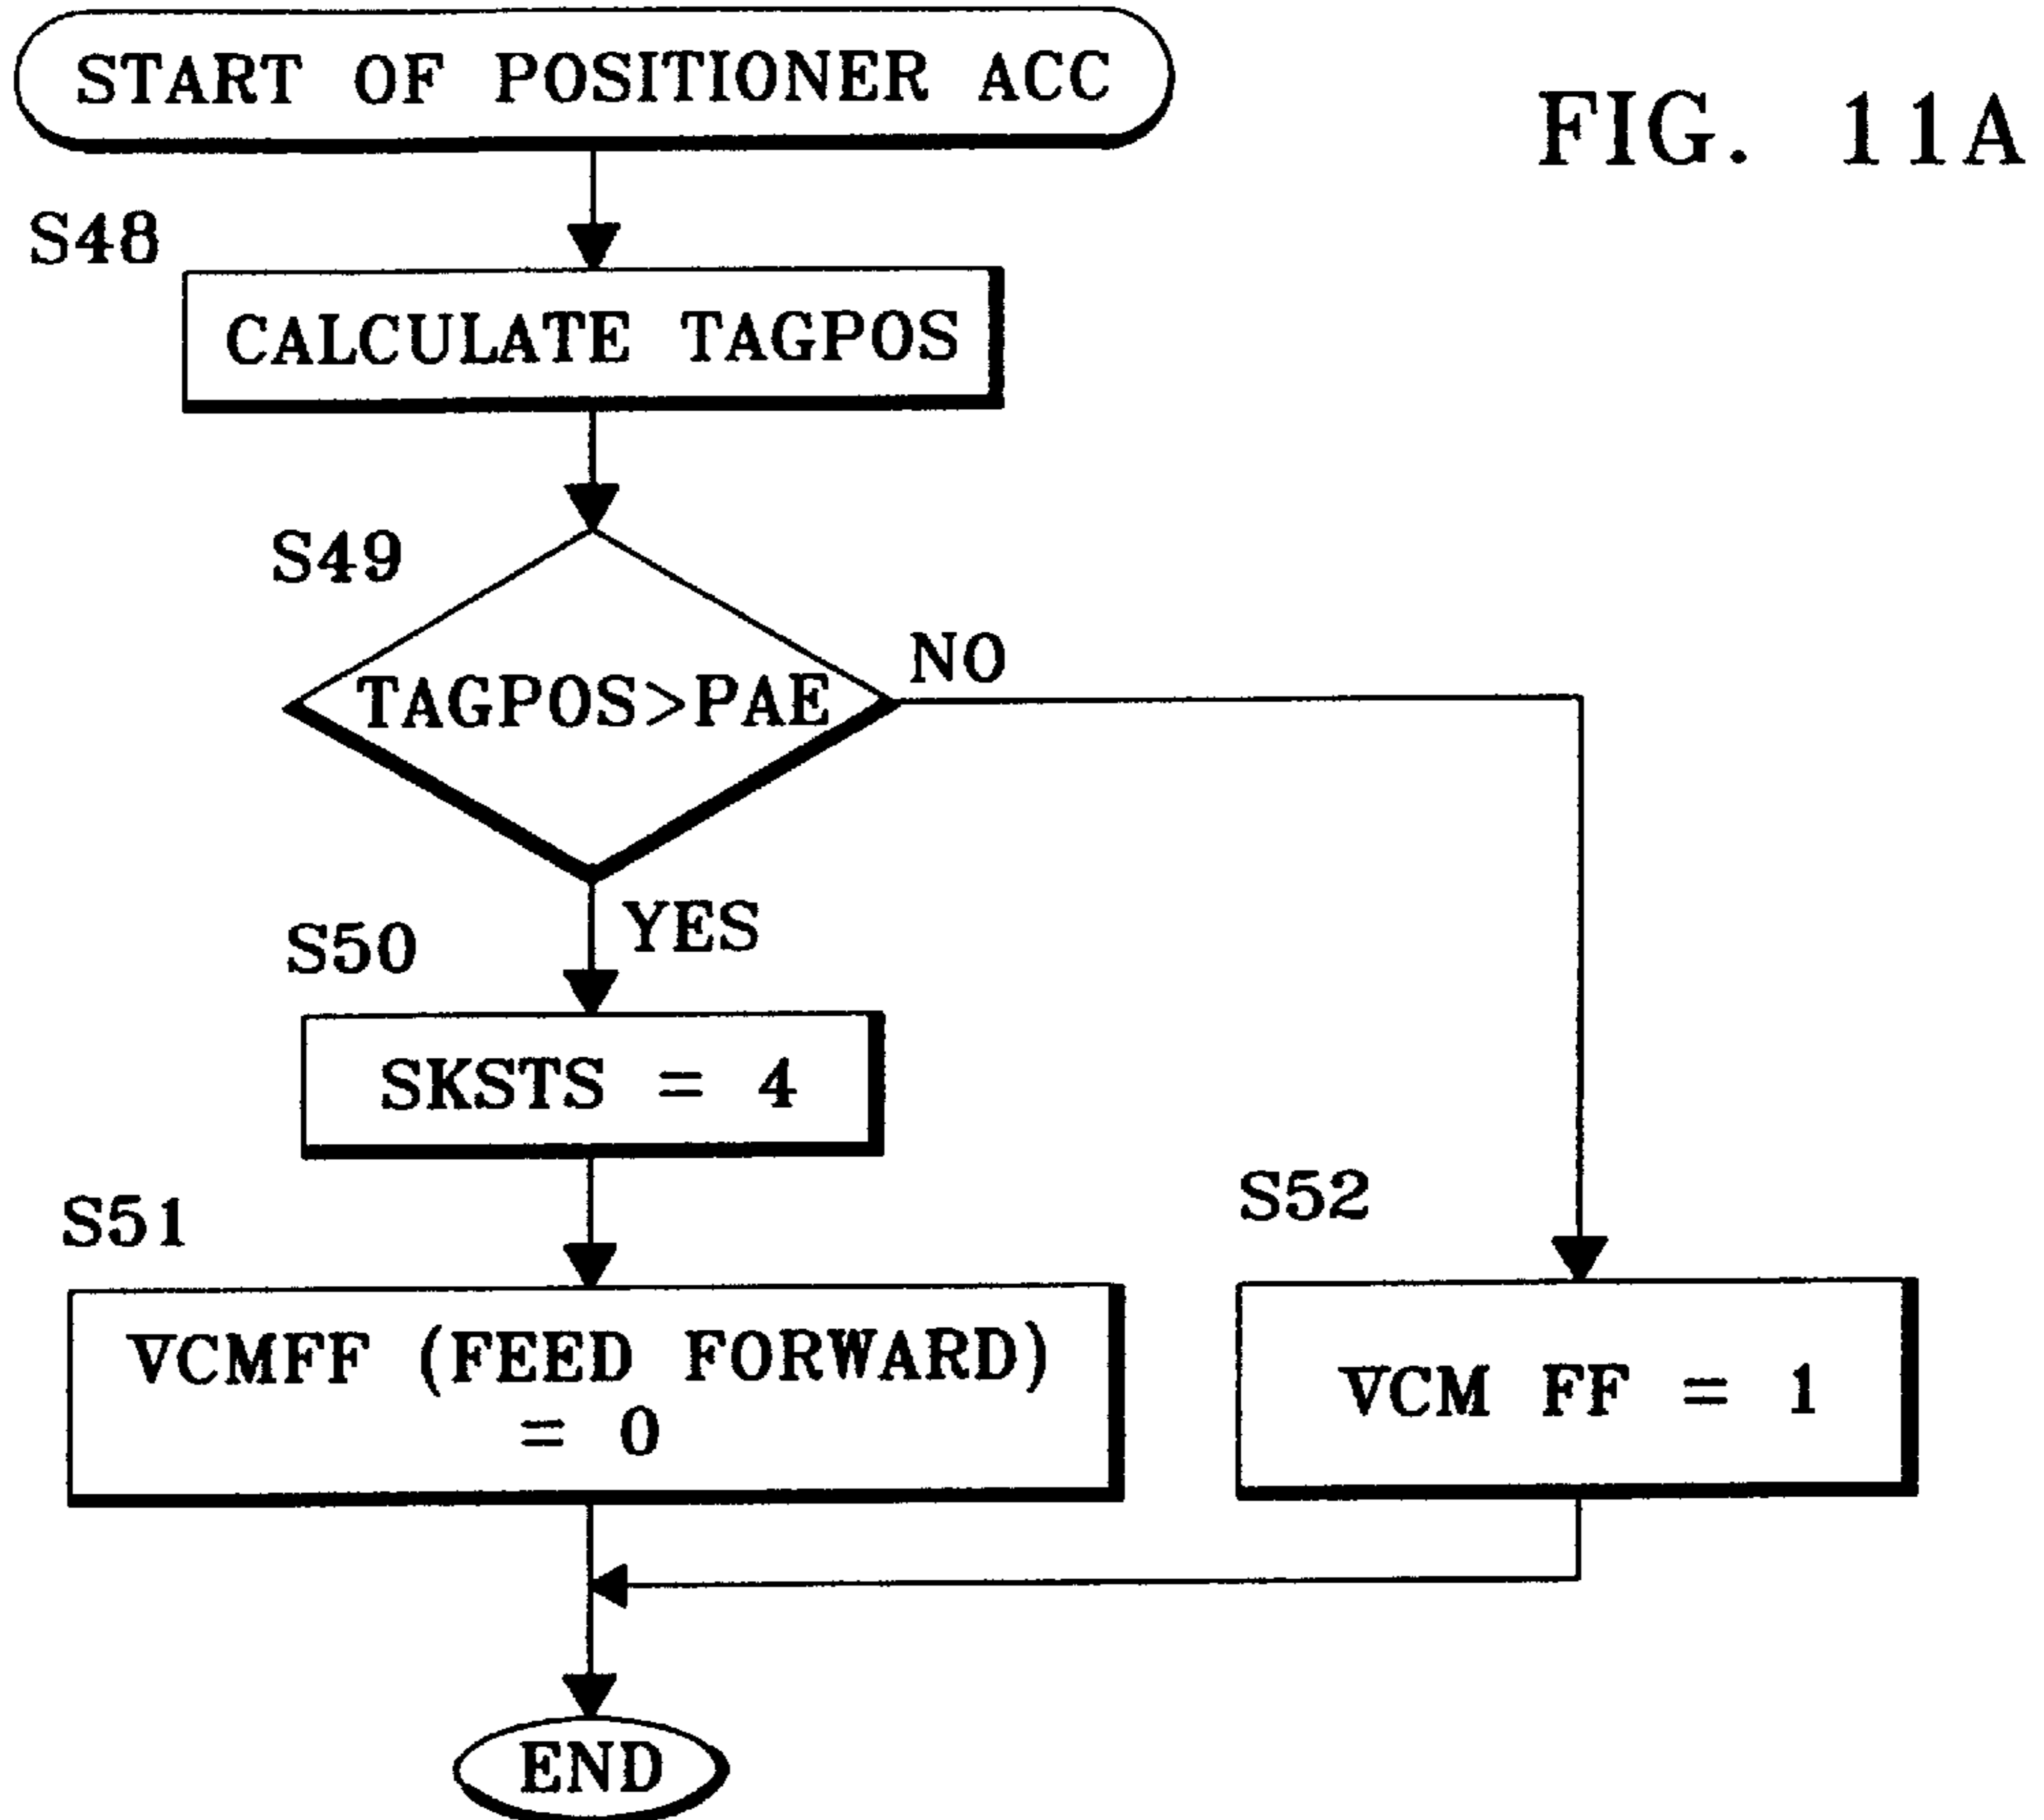 START OF POSITIONER ACC
FIG. 11A
S48
CALCULATE TAGPOS
S49
TAGPOS>PAE
NO
YES
S50
SKSTS = 4
S51
VCMFF (FEED FORWARD)
= 0
S52
VCM FF = 1
END